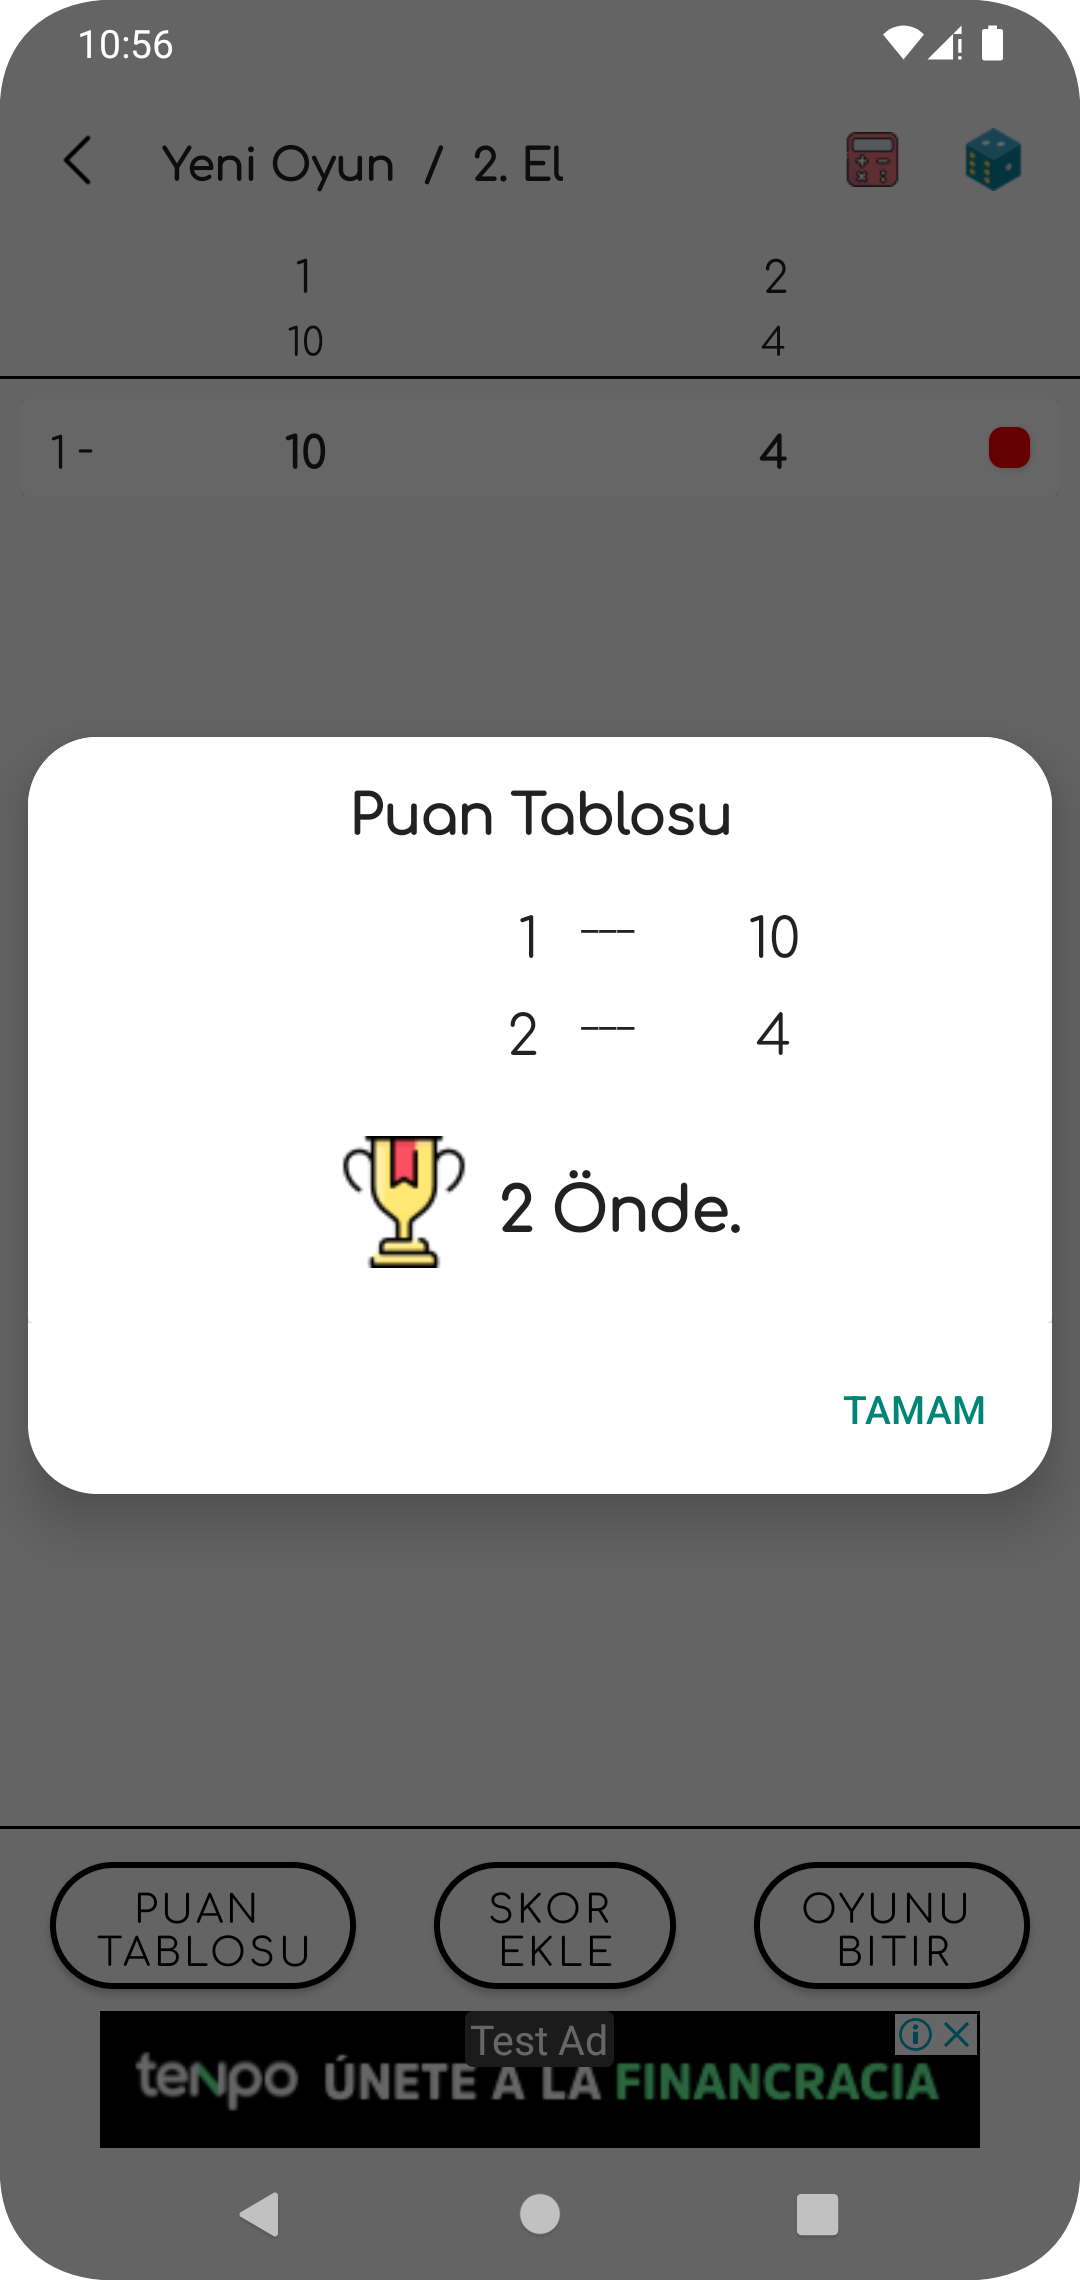 10:56
Yeni Oyun / 2. El
1 2
10 4
1 - 10 4
Puan Tablosu
1 --- 10
2 --- 4
2 Önde.
TAMAM
PUAN TABLOSU
SKOR EKLE
OYUNU BITIR
Test Ad
tenpo ÚNETE A LA FINANCRACIA